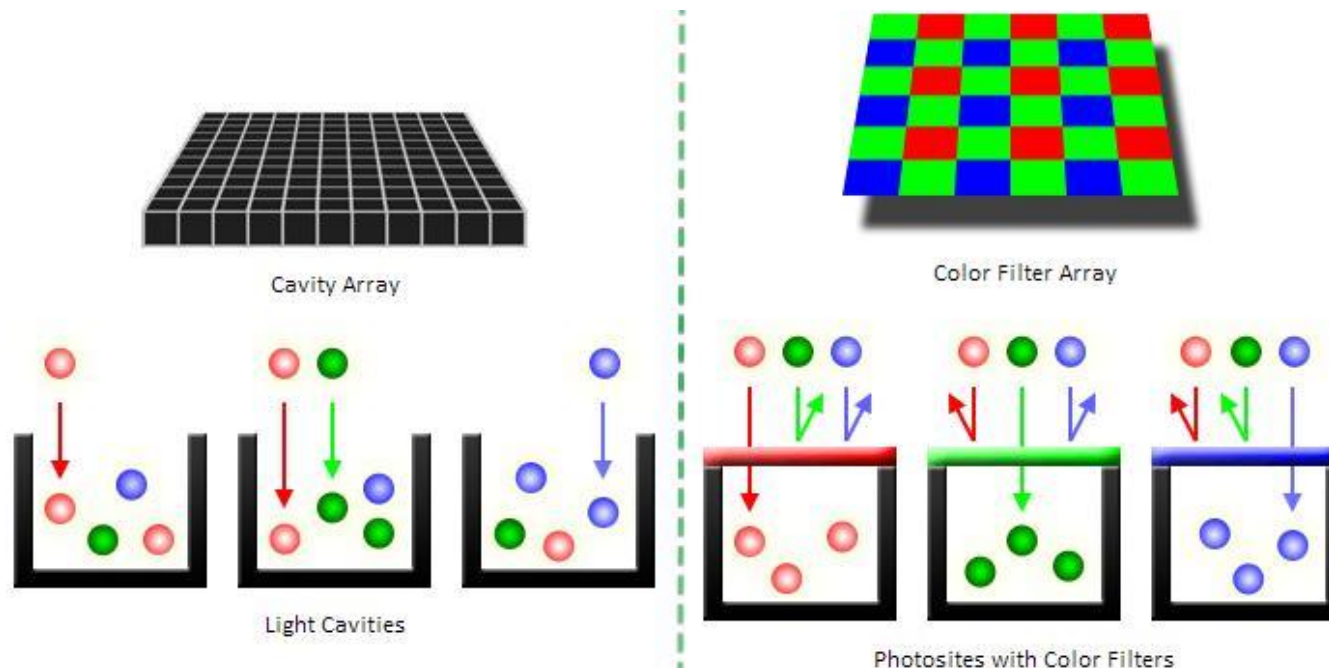 Cavity Array
Light Cavities
Color Filter Array
Photosites with Color Filters